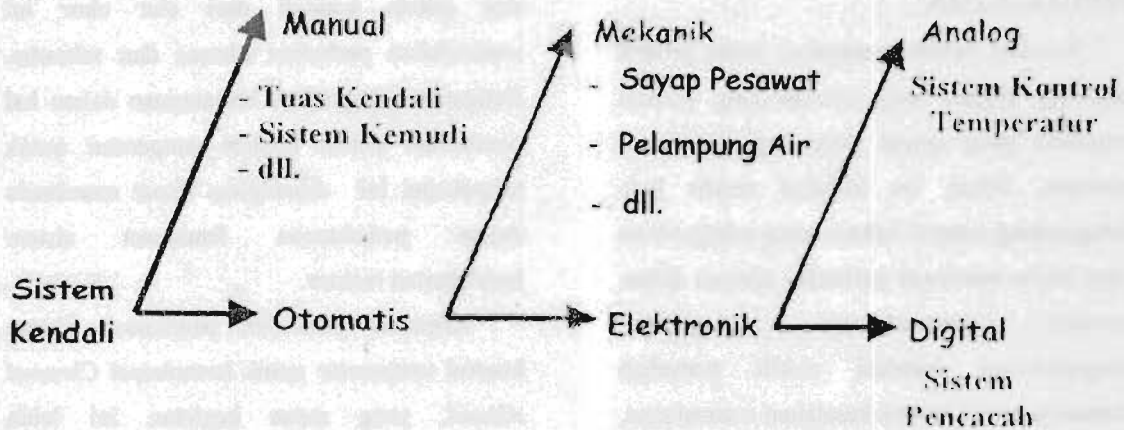 Manual
- Tuas Kendali
- Sistem Kemudi
- dll.
Mekanik
- Sayap Pesawat
- Pelampung Air
- dll.
Analog
Sistem Kontrol
Temperatur
Sistem
Kendali
Otomatis
Elektronik
Digital
Sistem
Pencacah